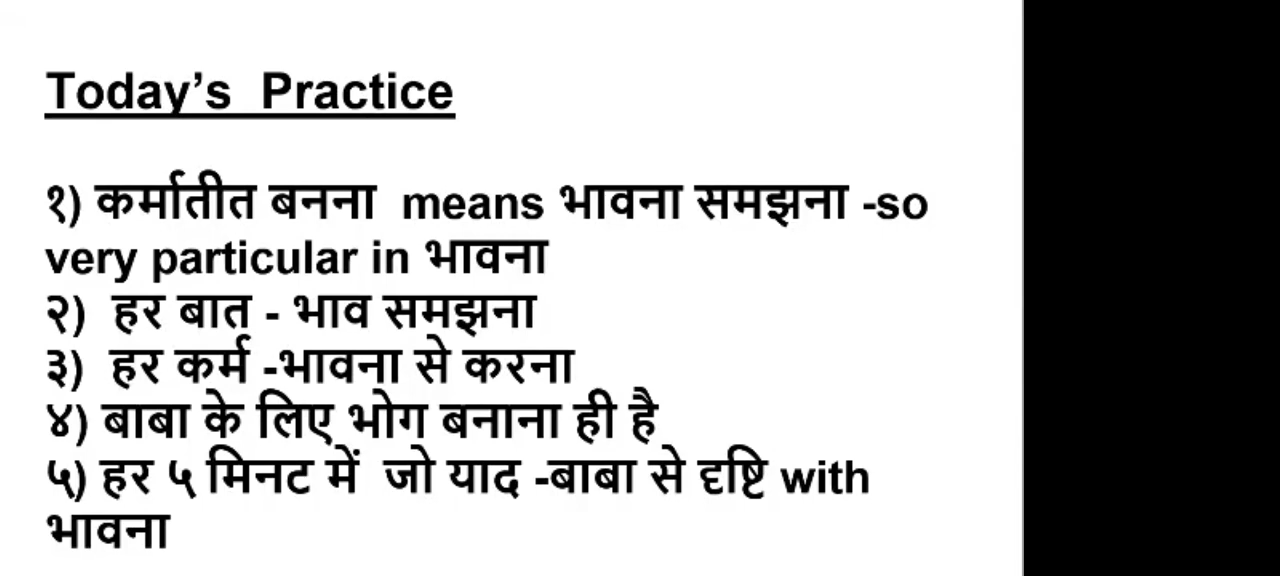 Today's Practice
१) कर्मातीत बनना means भावना समझना -so
very particular in भावना
२) हर बात - भाव समझना
३) हर कर्म -भावना से करना
४) बाबा के लिए भोग बनाना ही है
५) हर ५ मिनट में जो याद -बाबा से दृष्टि with
भावना